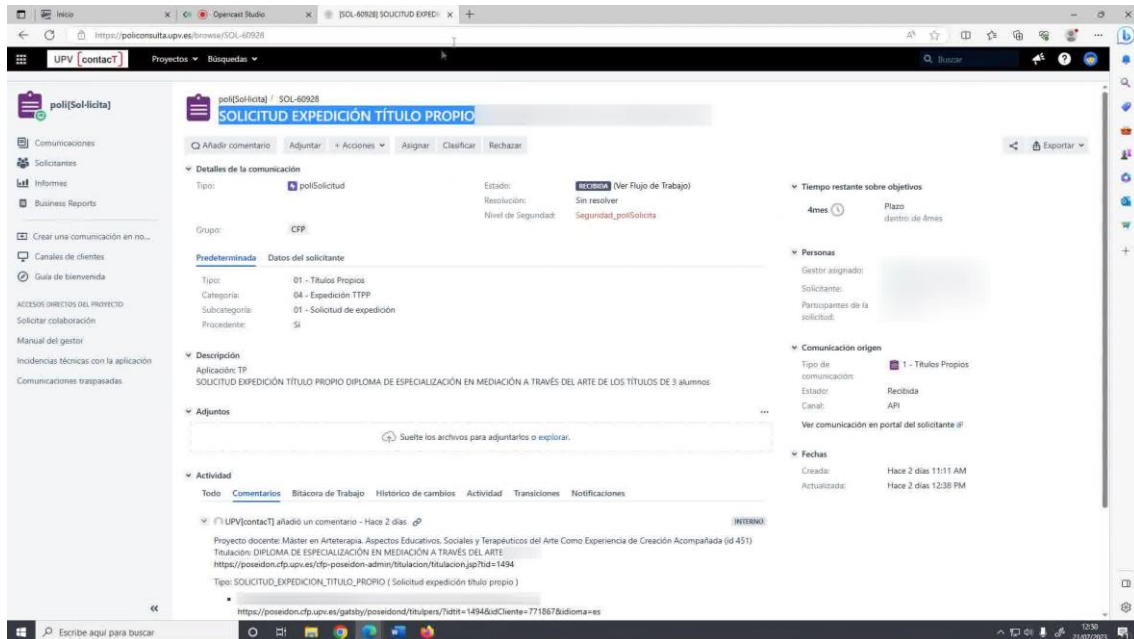 Inicio
Opencast Studio
[SOL-60928] SOLICITUD EXPEDI
https://policonsulta.upv.es/browse/SOL-60928
UPV [contacT]
Proyectos
Búsquedas
Buscar
poli[Sol·licita]
Comunicaciones
Solicitantes
Informes
Business Reports
Crear una comunicación en no...
Canales de clientes
Guía de bienvenida
ACCESOS DIRECTOS DEL PROYECTO
Solicitar colaboración
Manual del gestor
Incidencias técnicas con la aplicación
Comunicaciones traspasadas
poli[Sol·licita] / SOL-60928
SOLICITUD EXPEDICIÓN TÍTULO PROPIO
Añadir comentario Adjuntar + Acciones Asignar Clasificar Rechazar
Exportar
Detalles de la comunicación
Tipo: poliSolicitud
Estado: RECIBIDA (Ver Flujo de Trabajo)
Resolución: Sin resolver
Nivel de Seguridad: Seguridad_poliSolicita
Grupo: CFP
Predeterminada Datos del solicitante
Tipo: 01 - Títulos Propios
Categoría: 04 - Expedición TTPP
Subcategoría: 01 - Solicitud de expedición
Procedente: Sí
Descripción
Aplicación: TP
SOLICITUD EXPEDICIÓN TÍTULO PROPIO DIPLOMA DE ESPECIALIZACIÓN EN MEDIACIÓN A TRAVÉS DEL ARTE DE LOS TÍTULOS DE 3 alumnos
Adjuntos
Suelte los archivos para adjuntarlos o explorar.
Actividad
Todo Comentarios Bitácora de Trabajo Histórico de cambios Actividad Transiciones Notificaciones
UPV[contacT] añadió un comentario - Hace 2 días
INTERNO
Proyecto docente: Máster en Arteterapia. Aspectos Educativos, Sociales y Terapéuticos del Arte Como Experiencia de Creación Acompañada (id 451)
Titulación: DIPLOMA DE ESPECIALIZACIÓN EN MEDIACIÓN A TRAVÉS DEL ARTE
https://poseidon.cfp.upv.es/cfp-poseidon-admin/titulacion/titulacion.jsp?tid=1494
Tipo: SOLICITUD_EXPEDICION_TITULO_PROPIO ( Solicitud expedición título propio )
https://poseidon.cfp.upv.es/gatsby/poseidond/titulpers/?idtit=1494&idCliente=771867&idioma=es
Tiempo restante sobre objetivos
4mes Plazo
dentro de 4mes
Personas
Gestor asignado:
Solicitante:
Participantes de la
solicitud:
Comunicación origen
Tipo de
comunicación: 1 - Títulos Propios
Estado: Recibida
Canal: API
Ver comunicación en portal del solicitante
Fechas
Creada: Hace 2 días 11:11 AM
Actualizada: Hace 2 días 12:38 PM
Escribe aquí para buscar
12:30
21/07/2023